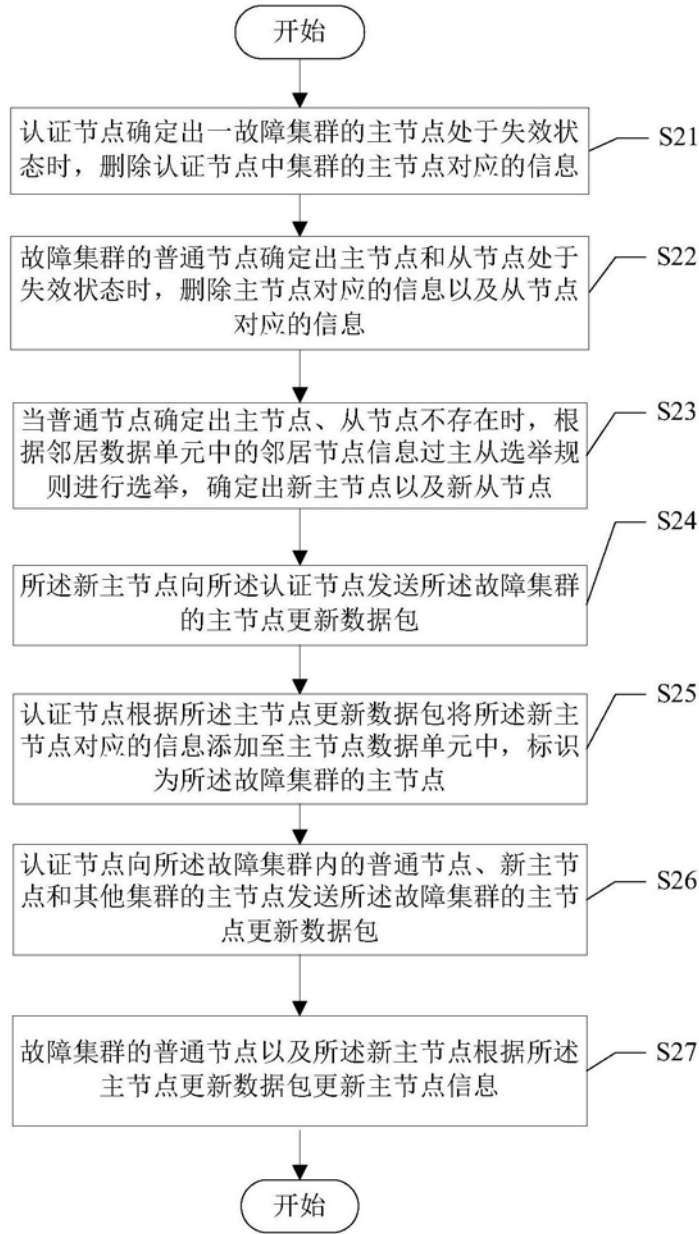 开始
认证节点确定出一故障集群的主节点处于失效状
态时，删除认证节点中集群的主节点对应的信息
S21
故障集群的普通节点确定出主节点和从节点处于
失效状态时，删除主节点对应的信息以及从节点
对应的信息
S22
当普通节点确定出主节点、从节点不存在时，根
据邻居数据单元中的邻居节点信息过主从选举规
则进行选举，确定出新主节点以及新从节点
S23
所述新主节点向所述认证节点发送所述故障集群
的主节点更新数据包
S24
认证节点根据所述主节点更新数据包将所述新主
节点对应的信息添加至主节点数据单元中，标识
为所述故障集群的主节点
S25
认证节点向所述故障集群内的普通节点、新主节
点和其他集群的主节点发送所述故障集群的主节
点更新数据包
S26
故障集群的普通节点以及所述新主节点根据所述
主节点更新数据包更新主节点信息
S27
开始